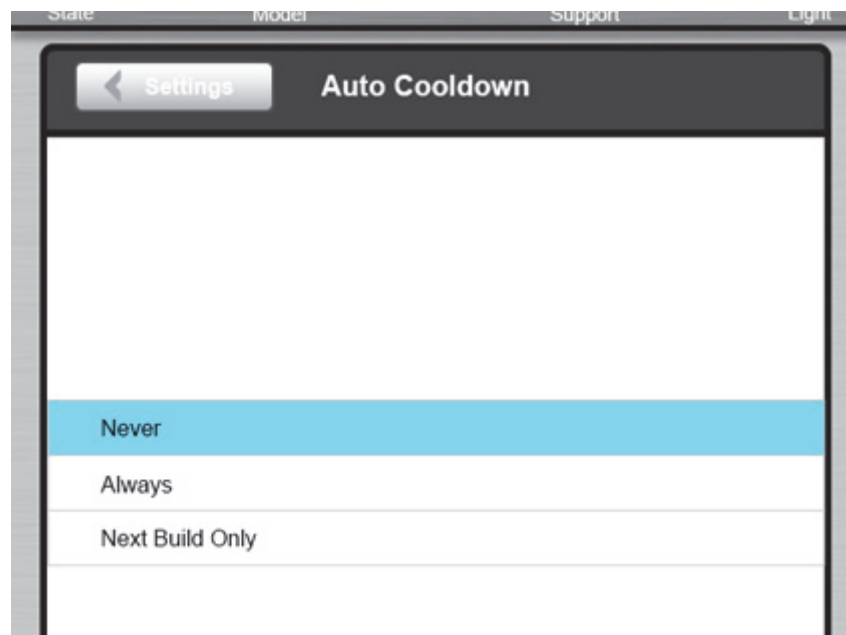 State Model Support Light
Settings Auto Cooldown
Never
Always
Next Build Only